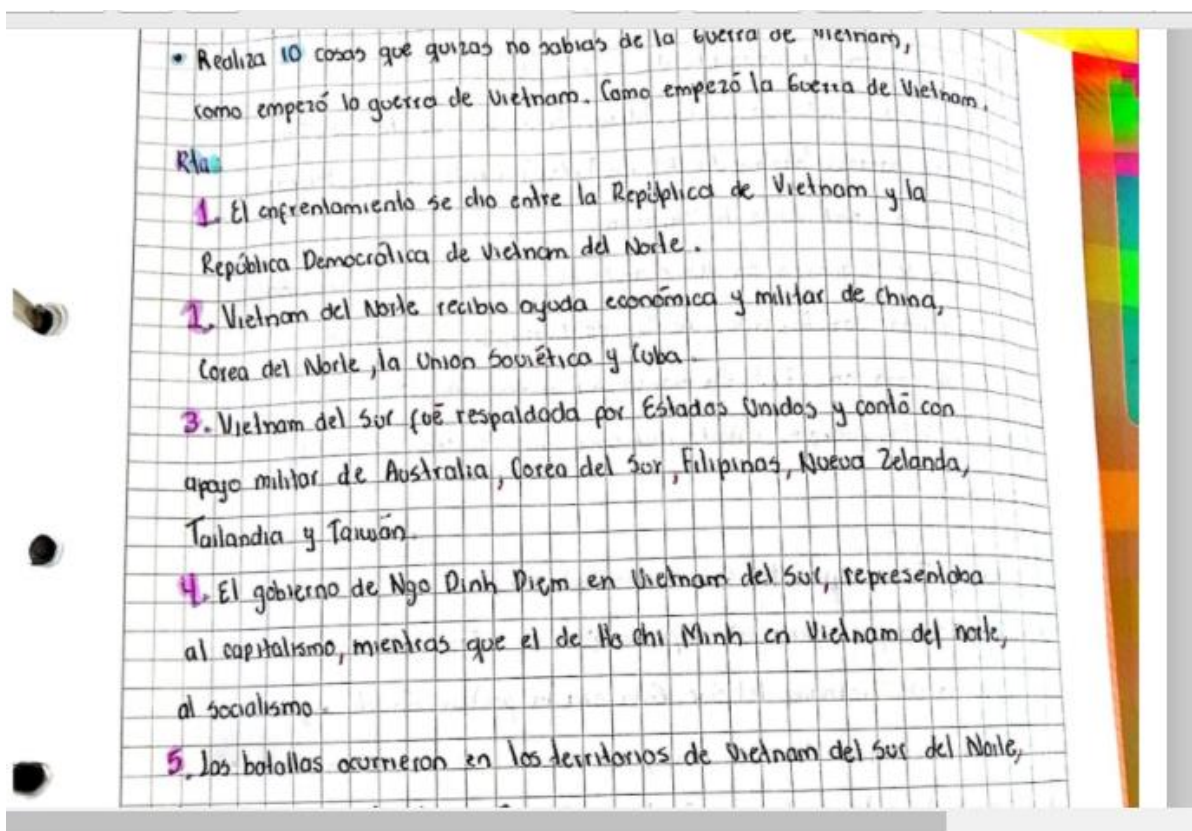 • Realiza 10 cosas que quizas no sabias de la Guerra de Vietnam,
como empezó la guerra de Vietnam. Como empezó la Guerra de Vietnam.
Rta:
1. El enfrentamiento se dio entre la Repúplica de Vietnam y la
República Democrática de Vietnam del Norte.
2. Vietnam del Norte recibio ayuda económica y militar de China,
Corea del Norte, la Union Soviética y Cuba.
3. Vietnam del Sur fué respaldada por Estados Unidos y contó con
apoyo militar de Australia, Corea del Sur, Filipinas, Nueva Zelanda,
Tailandia y Taiwán.
4. El gobierno de Ngo Dinh Diem en Vietnam del Sur, representaba
al capitalismo, mientras que el de Ho chi Minh en Vietnam del norte,
al socialismo.
5. Las batallas ocurrieron en los territorios de Vietnam del Sur del Norte,